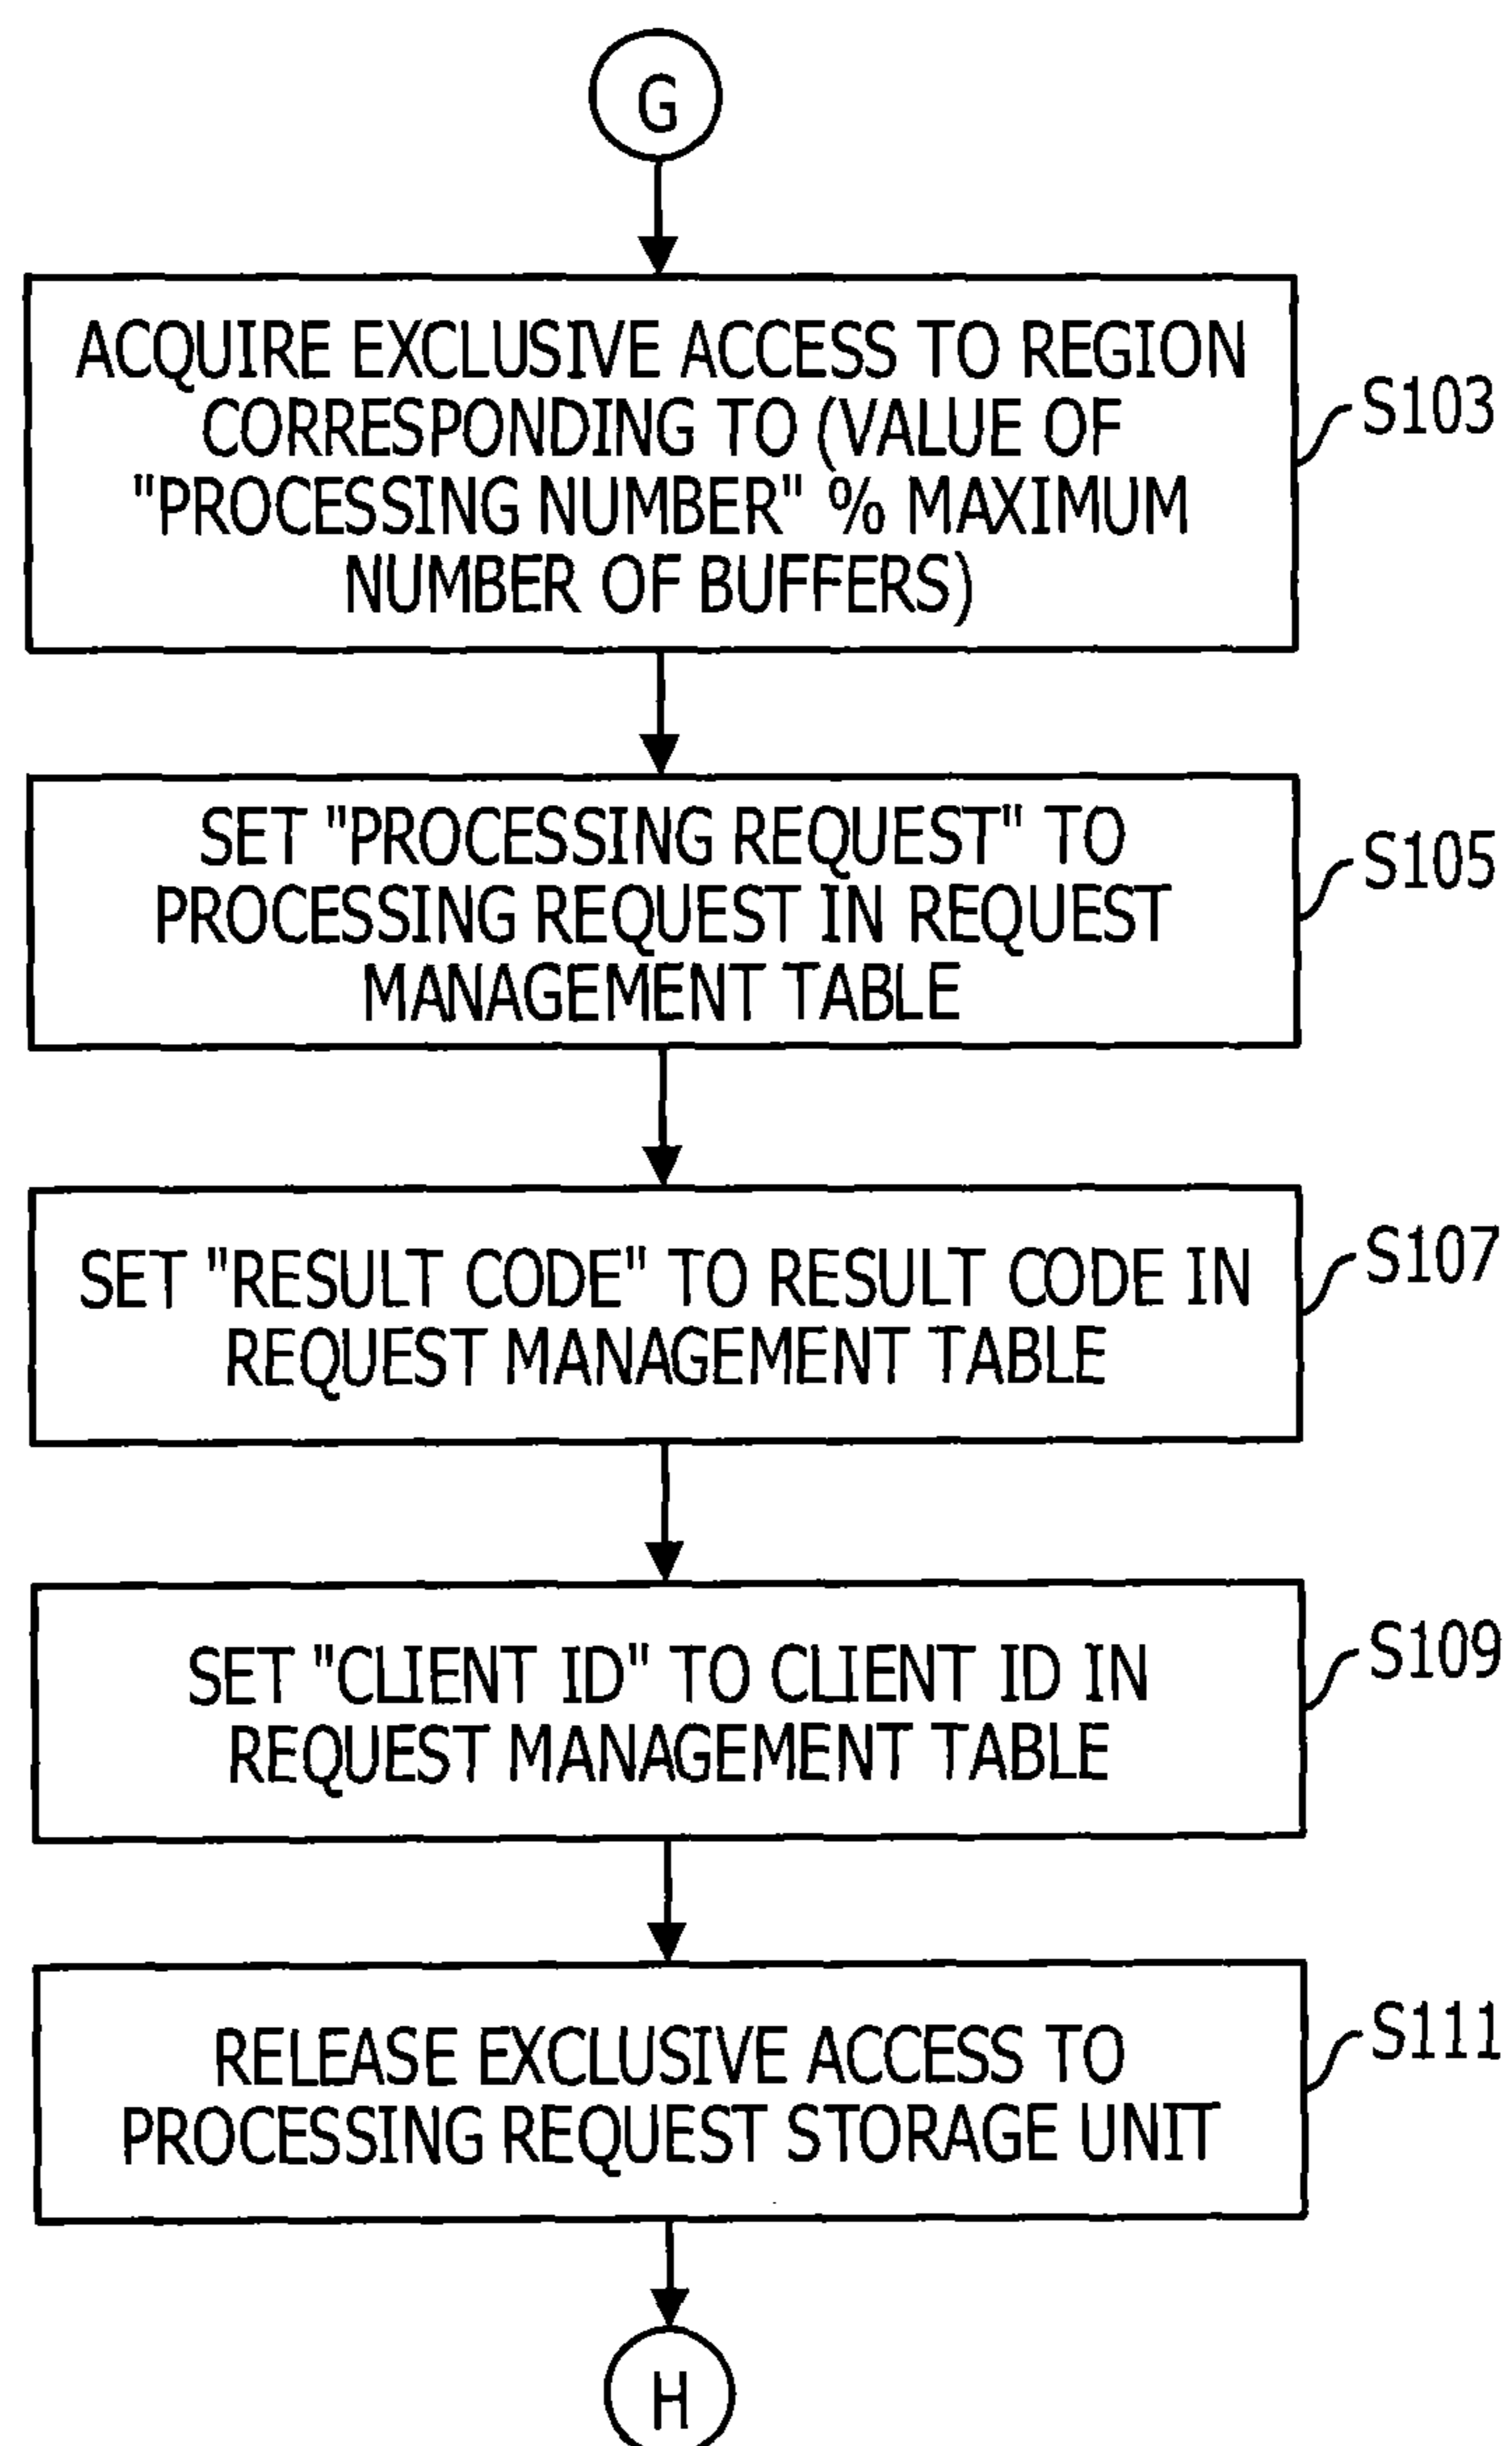 G
ACQUIRE EXCLUSIVE ACCESS TO REGION
CORRESPONDING TO (VALUE OF
"PROCESSING NUMBER" % MAXIMUM
NUMBER OF BUFFERS)
S103
SET "PROCESSING REQUEST" TO
PROCESSING REQUEST IN REQUEST
MANAGEMENT TABLE
S105
SET "RESULT CODE" TO RESULT CODE IN
REQUEST MANAGEMENT TABLE
S107
SET "CLIENT ID" TO CLIENT ID IN
REQUEST MANAGEMENT TABLE
S109
RELEASE EXCLUSIVE ACCESS TO
PROCESSING REQUEST STORAGE UNIT
S111
H